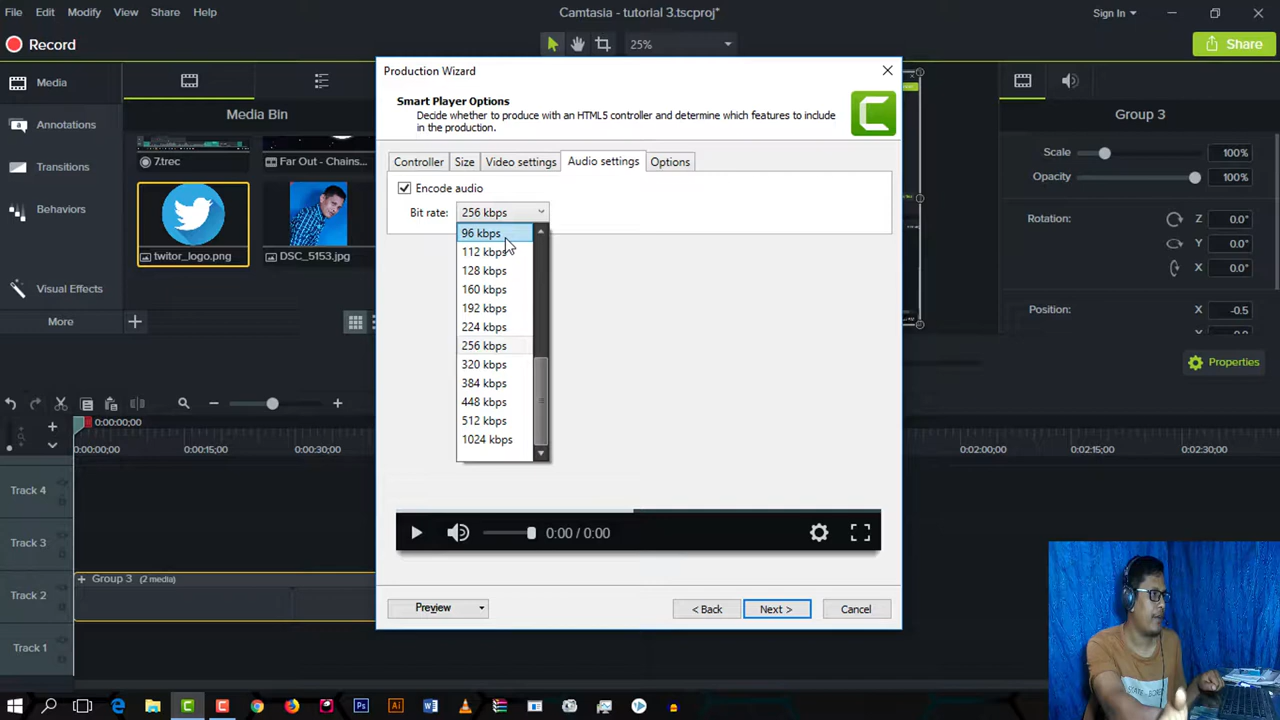 File Edit Modify View Share Help
Camtasia - tutorial 3.tscproj*
Sign In
Record
25%
Share
Media
Annotations
Transitions
Behaviors
Visual Effects
More
Media Bin
7.trec
Far Out - Chains...
twitor_logo.png
DSC_5153.jpg
Production Wizard
Smart Player Options
Decide whether to produce with an HTML5 controller and determine which features to include
in the production.
Controller Size Video settings Audio settings Options
Encode audio
Bit rate: 256 kbps
96 kbps
112 kbps
128 kbps
160 kbps
192 kbps
224 kbps
256 kbps
320 kbps
384 kbps
448 kbps
512 kbps
1024 kbps
0:00 / 0:00
Preview
< Back
Next >
Cancel
Group 3
Scale 100%
Opacity 100%
Rotation: Z 0.0°
Y 0.0°
X 0.0°
Position: X -0.5
Properties
0:00:00;00
0:00:00;00 0:00:15;00 0:00:30;00 0:02:00;00 0:02:15;00 0:02:30;00
Track 4
Track 3
Track 2
Group 3 (2 media)
Track 1